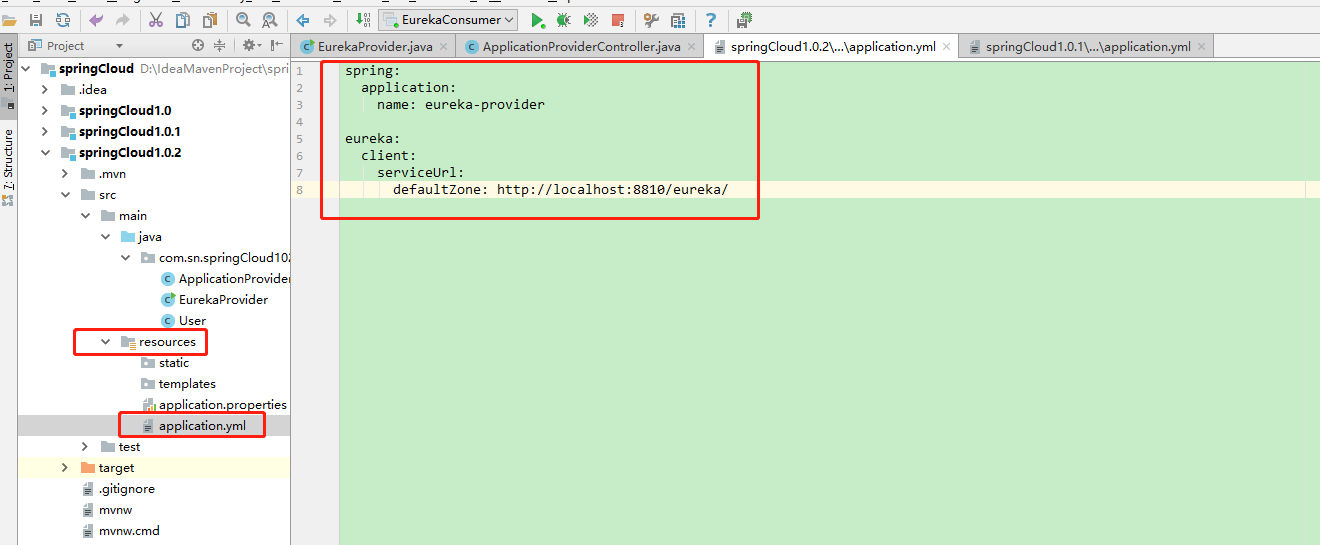 EurekaConsumer
Project
EurekaProvider.java
ApplicationProviderController.java
springCloud1.0.2\...\application.yml
springCloud1.0.1\...\application.yml
1: Project
7: Structure
springCloud D:\IdeaMavenProject\spri
.idea
springCloud1.0
springCloud1.0.1
springCloud1.0.2
.mvn
src
main
java
com.sn.springCloud102
ApplicationProvider
EurekaProvider
User
resources
static
templates
application.properties
application.yml
test
target
.gitignore
mvnw
mvnw.cmd
1 spring:
2 application:
3 name: eureka-provider
4
5 eureka:
6 client:
7 serviceUrl:
8 defaultZone: http://localhost:8810/eureka/